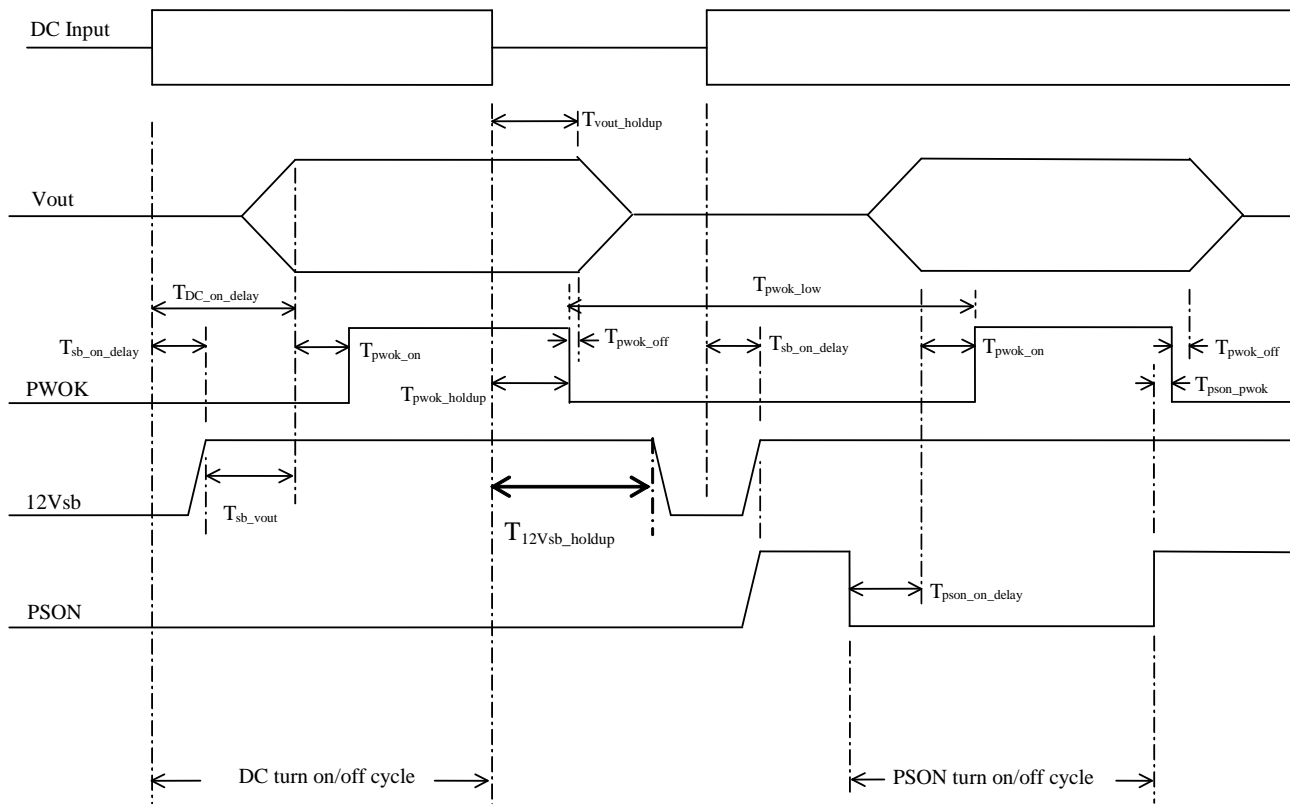 DC Input
Tvout_holdup
Vout
TDC_on_delay
Tpwok_low
Tsb_on_delay
Tpwok_on
Tpwok_off
Tsb_on_delay
Tpwok_on
Tpwok_off
Tpwok_holdup
Tpson_pwok
PWOK
12Vsb
Tsb_vout
T12Vsb_holdup
Tpson_on_delay
PSON
DC turn on/off cycle
PSON turn on/off cycle